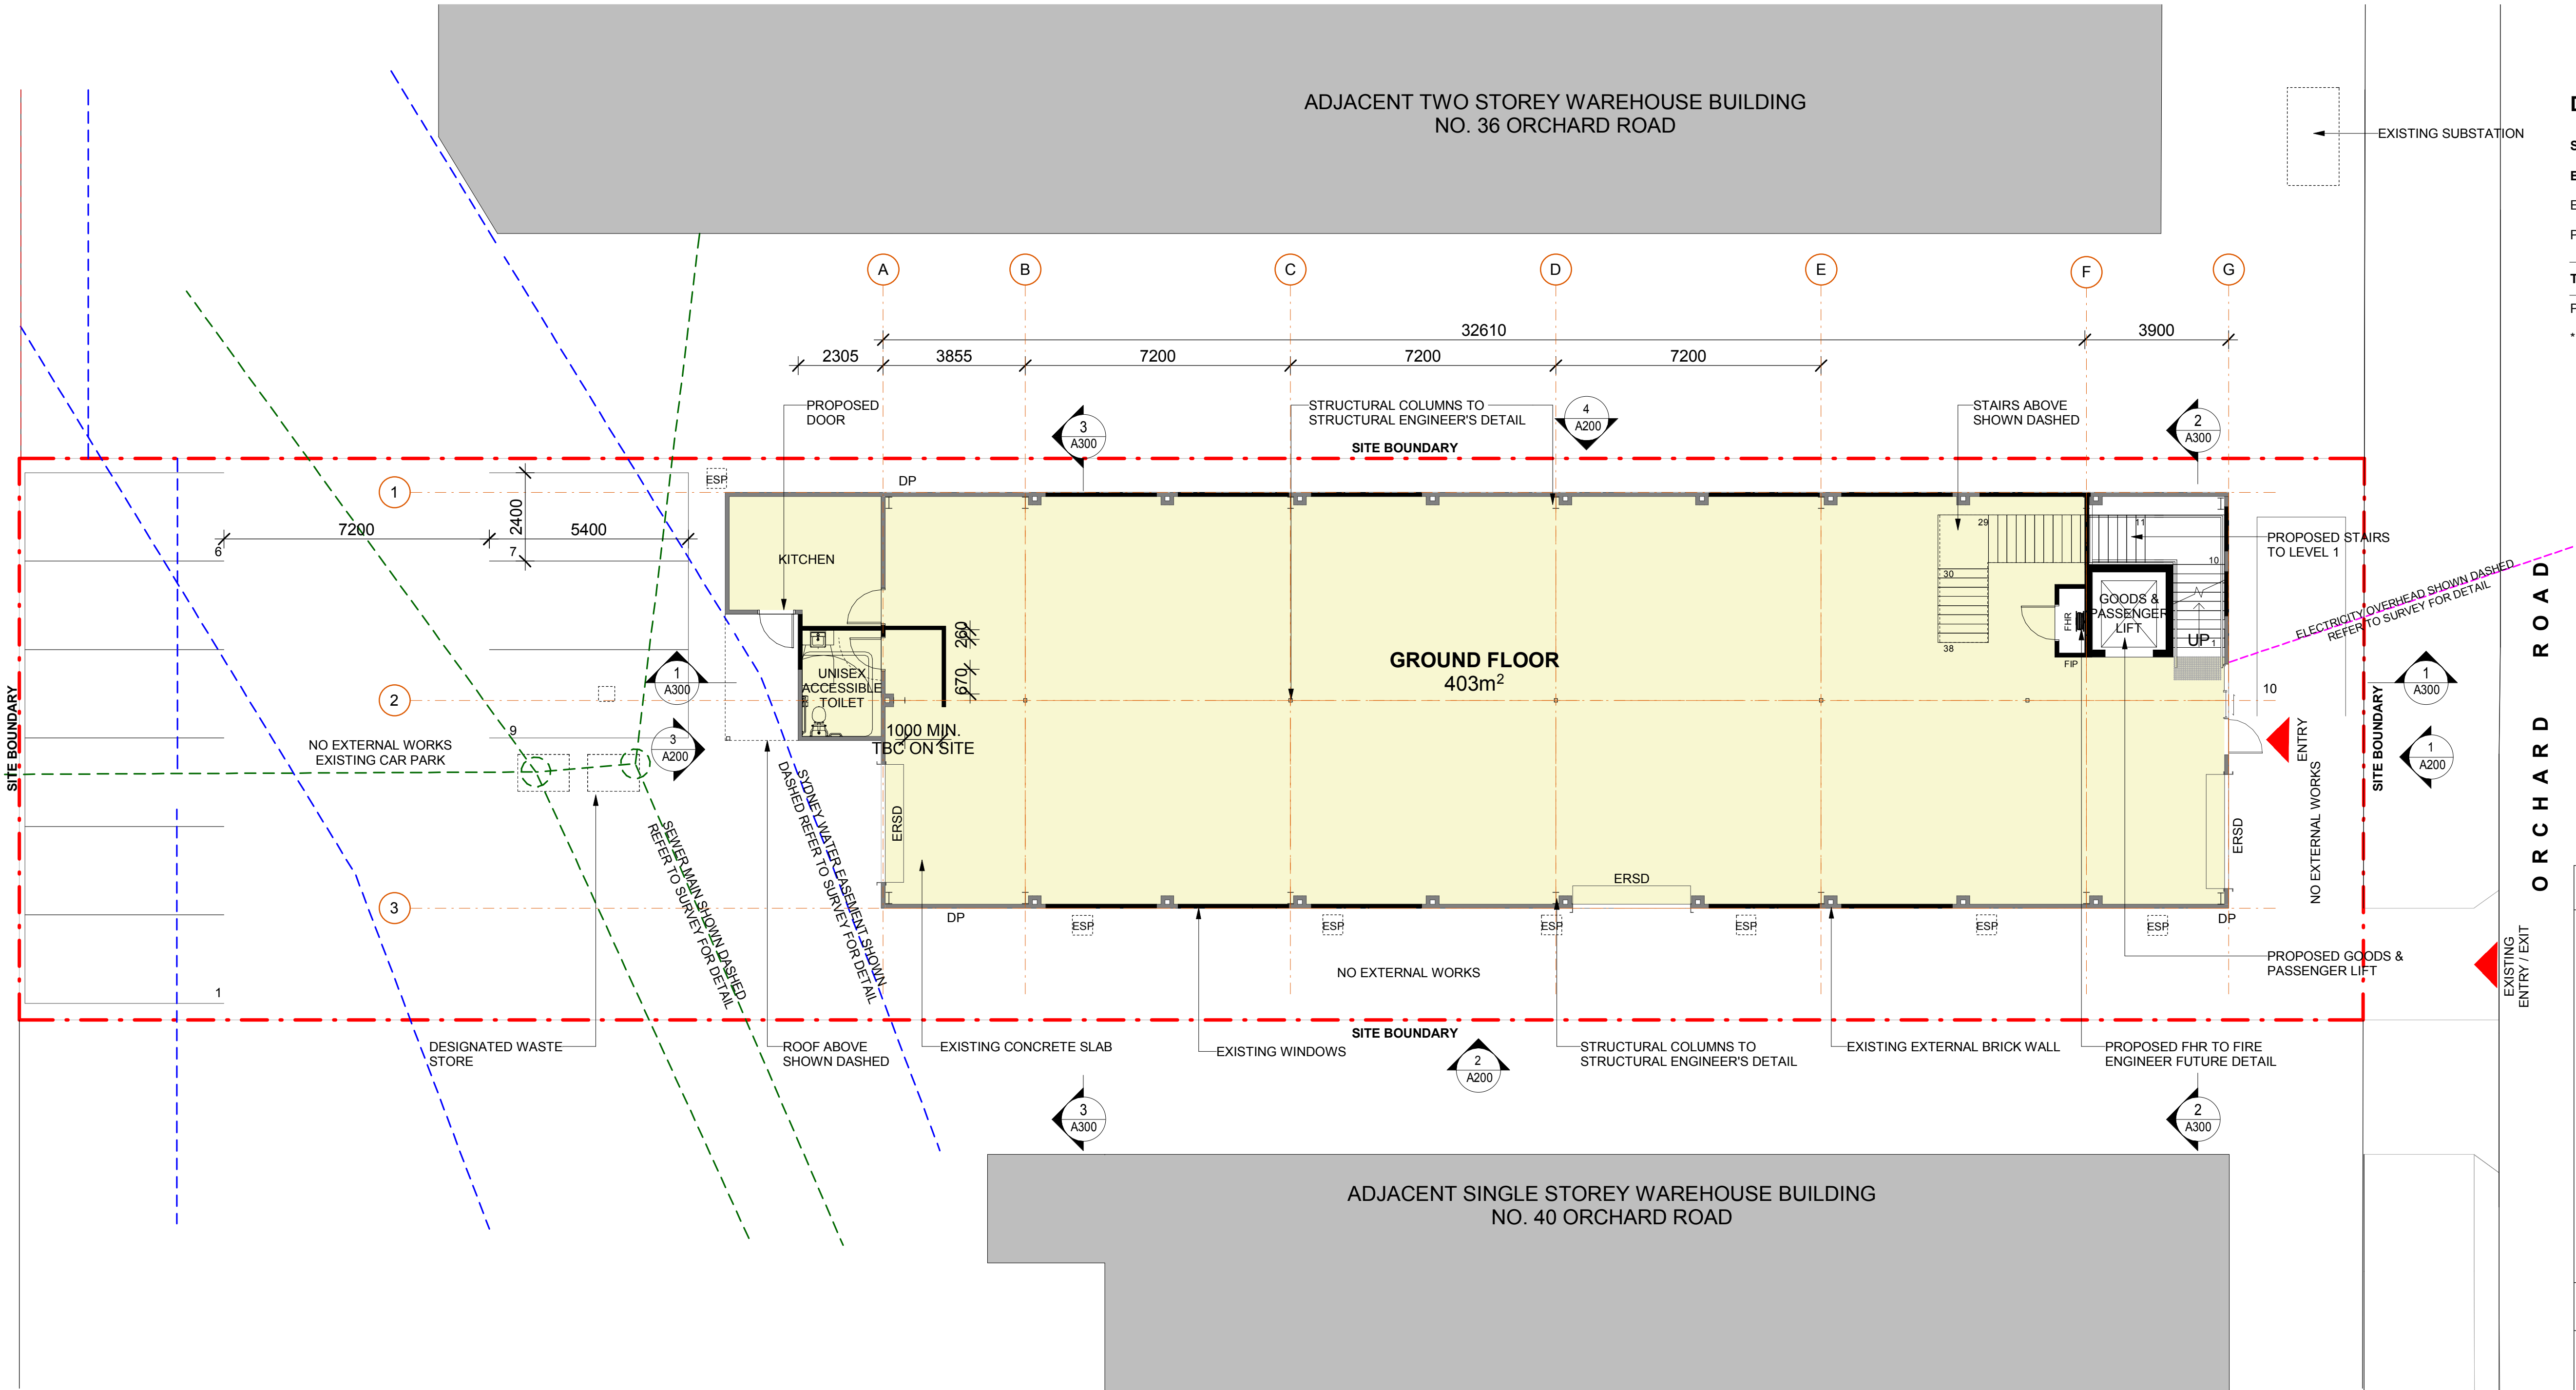 ADJACENT TWO STOREY WAREHOUSE BUILDING
NO. 36 ORCHARD ROAD
EXISTING SUBSTATION
A
B
C
D
E
F
G
32610
3900
2305
3855
7200
7200
7200
PROPOSED
DOOR
3
A300
STRUCTURAL COLUMNS TO
STRUCTURAL ENGINEER'S DETAIL
4
A200
STAIRS ABOVE
SHOWN DASHED
2
A300
SITE BOUNDARY
ESP
DP
1
2400
7200
5400
6
7
KITCHEN
29
11
10
30
38
PROPOSED STAIRS
TO LEVEL 1
GOODS &
PASSENGER
LIFT
FHR
FIP
UP
1
ELECTRICITY OVERHEAD SHOWN DASHED
REFER TO SURVEY FOR DETAIL
260
670
GROUND FLOOR
403m²
UNISEX
ACCESSIBLE
TOILET
1
A300
2
SITE BOUNDARY
9
3
A200
1000 MIN.
TBC ON SITE
10
1
A300
SITE BOUNDARY
1
A200
ENTRY
NO EXTERNAL WORKS
ORCHARD ROAD
NO EXTERNAL WORKS
EXISTING CAR PARK
SEWER MAIN SHOWN DASHED
REFER TO SURVEY FOR DETAIL
SYDNEY WATER EASEMENT SHOWN
DASHED REFER TO SURVEY FOR DETAIL
ERSD
ERSD
ERSD
3
DP
DP
ESP
ESP
ESP
ESP
ESP
ESP
1
NO EXTERNAL WORKS
PROPOSED GOODS &
PASSENGER LIFT
EXISTING
ENTRY / EXIT
SITE BOUNDARY
DESIGNATED WASTE
STORE
ROOF ABOVE
SHOWN DASHED
EXISTING CONCRETE SLAB
EXISTING WINDOWS
2
A200
STRUCTURAL COLUMNS TO
STRUCTURAL ENGINEER'S DETAIL
EXISTING EXTERNAL BRICK WALL
PROPOSED FHR TO FIRE
ENGINEER FUTURE DETAIL
3
A300
2
A300
ADJACENT SINGLE STOREY WAREHOUSE BUILDING
NO. 40 ORCHARD ROAD